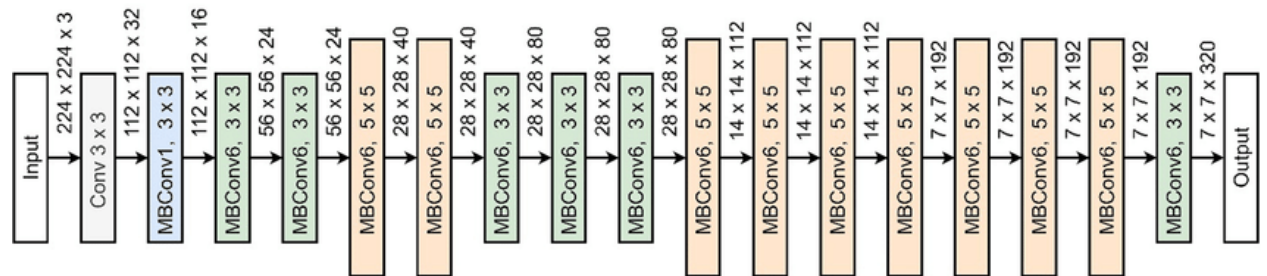 Input
224 x 224 x 3
Conv 3 x 3
112 x 112 x 32
MBConv1, 3 x 3
112 x 112 x 16
MBConv6, 3 x 3
56 x 56 x 24
MBConv6, 3 x 3
56 x 56 x 24
MBConv6, 5 x 5
28 x 28 x 40
MBConv6, 5 x 5
28 x 28 x 40
MBConv6, 3 x 3
28 x 28 x 80
MBConv6, 3 x 3
28 x 28 x 80
MBConv6, 3 x 3
28 x 28 x 80
MBConv6, 5 x 5
14 x 14 x 112
MBConv6, 5 x 5
14 x 14 x 112
MBConv6, 5 x 5
14 x 14 x 112
MBConv6, 5 x 5
7 x 7 x 192
MBConv6, 5 x 5
7 x 7 x 192
MBConv6, 5 x 5
7 x 7 x 192
MBConv6, 5 x 5
7 x 7 x 192
MBConv6, 3 x 3
7 x 7 x 320
Output